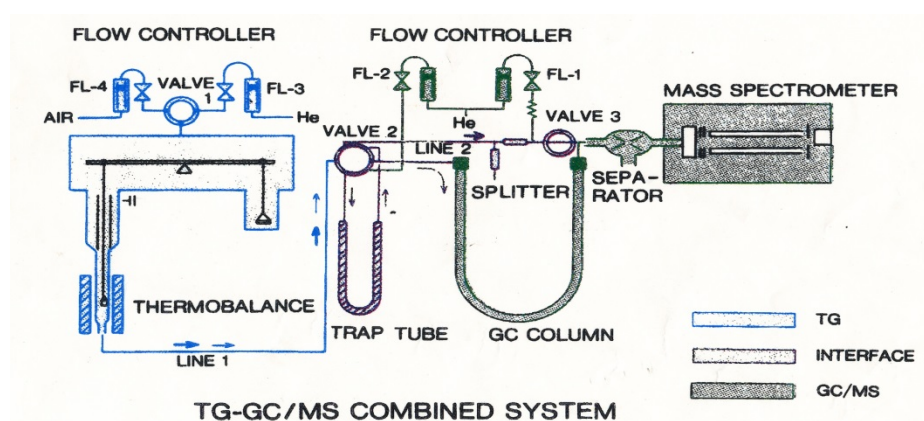 FLOW CONTROLLER
FLOW CONTROLLER
FL-4
VALVE 1
FL-3
FL-2
FL-1
AIR
He
He
VALVE 3
MASS SPECTROMETER
VALVE 2
LINE 2
SPLITTER
SEPA-
RATOR
THERMOBALANCE
TRAP TUBE
GC COLUMN
LINE 1
TG
INTERFACE
GC/MS
TG-GC/MS COMBINED SYSTEM